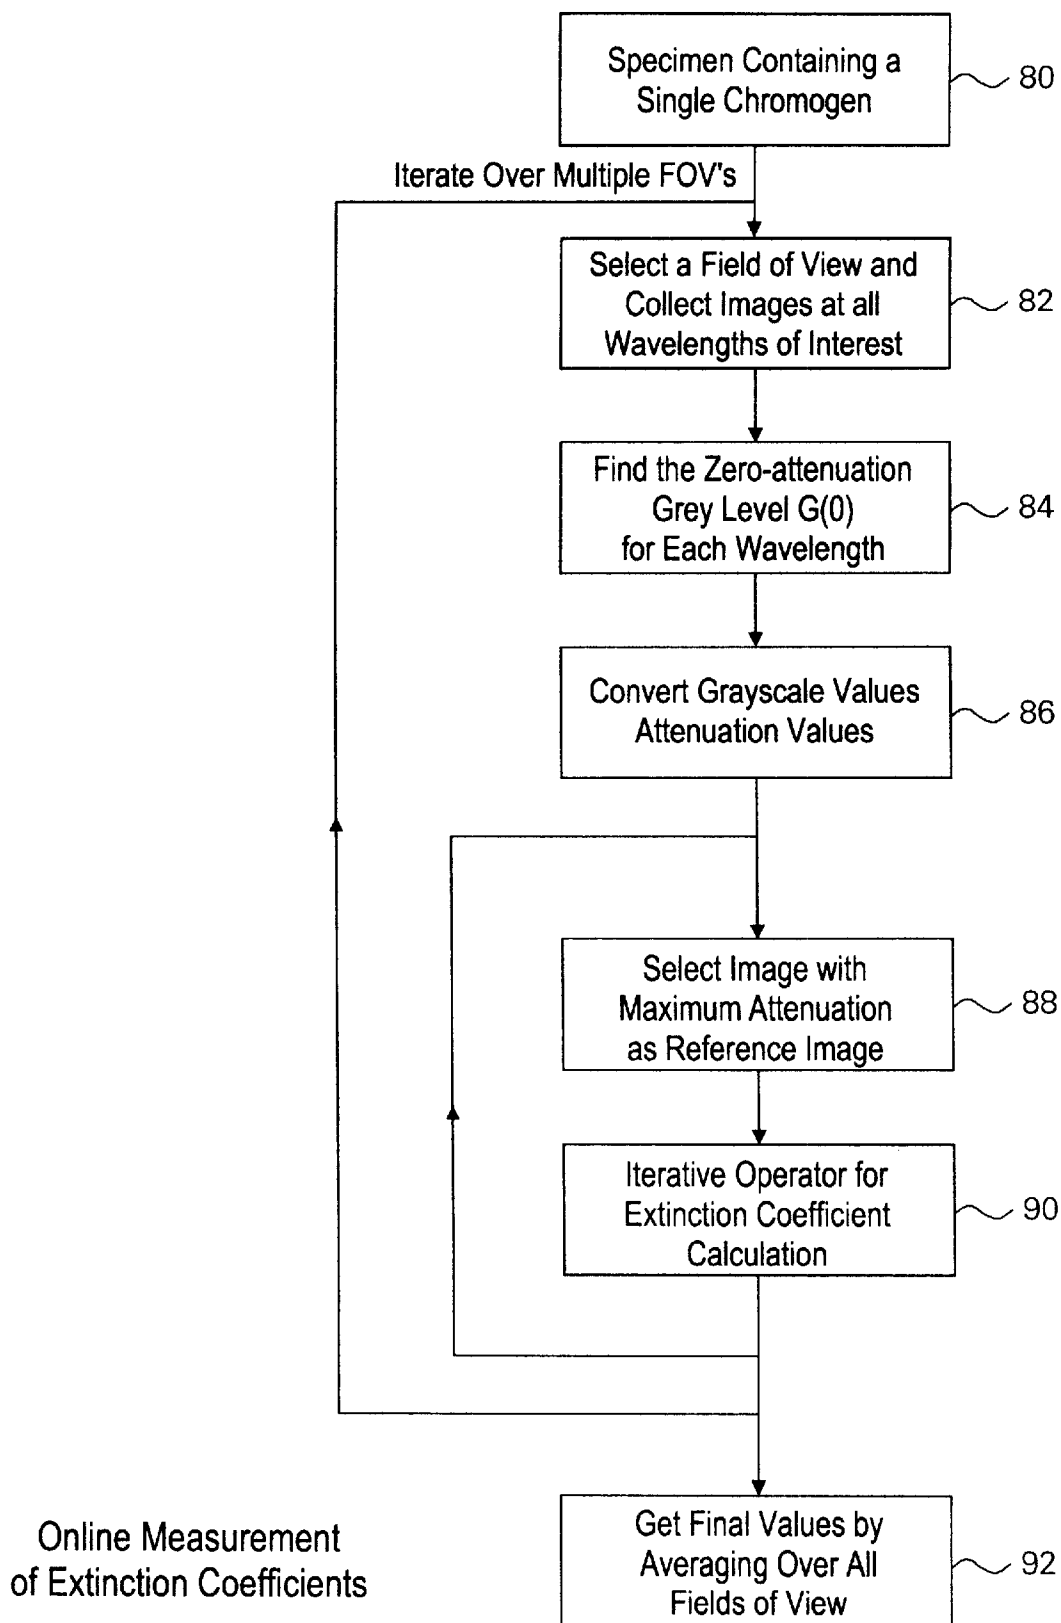 Specimen Containing a
Single Chromogen
80
Iterate Over Multiple FOV's
Select a Field of View and
Collect Images at all
Wavelengths of Interest
82
Find the Zero-attenuation
Grey Level G(0)
for Each Wavelength
84
Convert Grayscale Values
Attenuation Values
86
Select Image with
Maximum Attenuation
as Reference Image
88
Iterative Operator for
Extinction Coefficient
Calculation
90
Get Final Values by
Averaging Over All
Fields of View
92
Online Measurement
of Extinction Coefficients